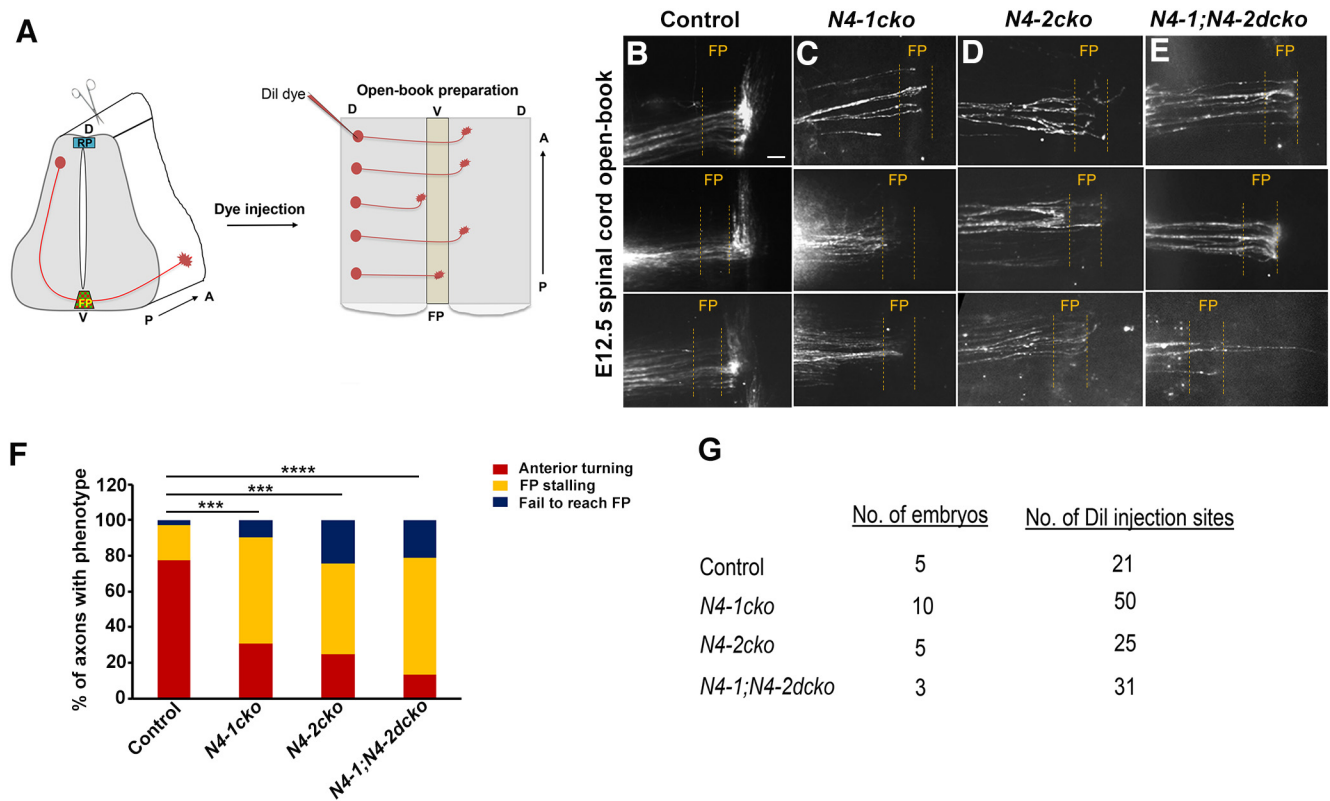 A
D
RP
FP
V
P
A
Dye injection
DiI dye
Open-book preparation
D
V
D
A
P
FP
E12.5 spinal cord open-book
Control
N4-1cko
N4-2cko
N4-1;N4-2dcko
B
FP
C
FP
D
FP
E
FP
FP
FP
FP
FP
FP
FP
FP
FP
F
% of axons with phenotype
120
100
80
60
40
20
0
****
***
***
Anterior turning
FP stalling
Fail to reach FP
Control
N4-1cko
N4-2cko
N4-1;N4-2dcko
G
No. of embryos No. of DiI injection sites
Control 5 21
N4-1cko 10 50
N4-2cko 5 25
N4-1;N4-2dcko 3 31